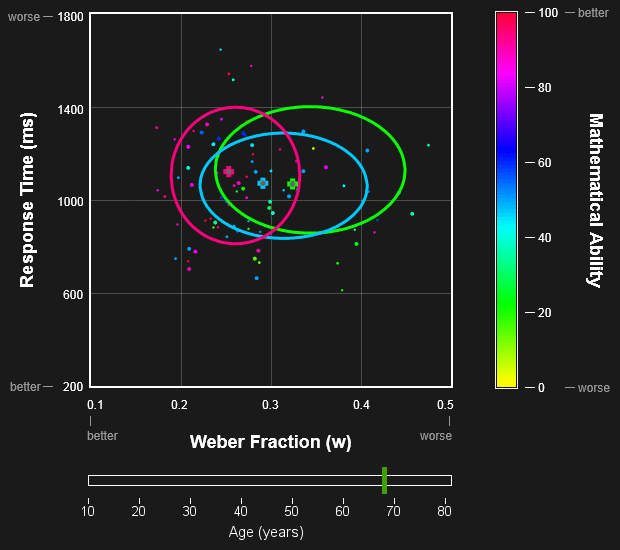 worse
1800
1400
1000
600
better
200
Response Time (ms)
0.1
0.2
0.3
0.4
0.5
better
worse
Weber Fraction (w)
10
20
30
40
50
60
70
80
Age (years)
100
better
80
60
40
20
0
worse
Mathematical Ability